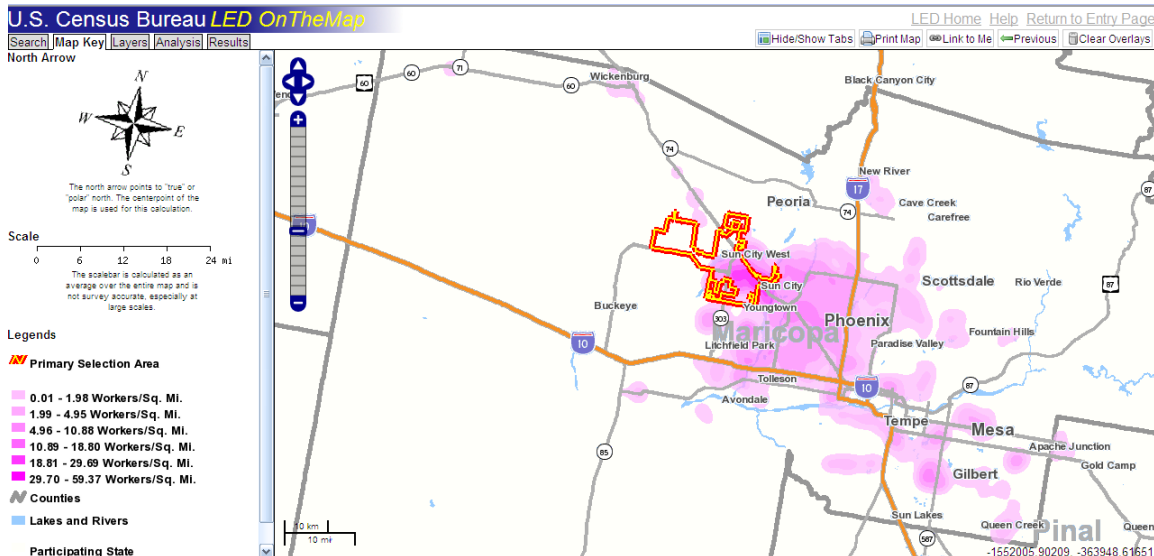 U.S. Census Bureau LED OnTheMap
LED Home Help Return to Entry Page
Search Map Key Layers Analysis Results
Hide/Show Tabs Print Map Link to Me Previous Clear Overlays
North Arrow
N
W E
S
The north arrow points to "true" or
"polar" north. The centerpoint of the
map is used for this calculation.
Scale
0 6 12 18 24 mi
The scalebar is calculated as an
average over the entire map and is
not survey accurate, especially at
large scales.
Legends
Primary Selection Area
0.01 - 1.98 Workers/Sq. Mi.
1.99 - 4.95 Workers/Sq. Mi.
4.96 - 10.88 Workers/Sq. Mi.
10.89 - 18.80 Workers/Sq. Mi.
18.81 - 29.69 Workers/Sq. Mi.
29.70 - 59.37 Workers/Sq. Mi.
Counties
Lakes and Rivers
Participating State
60
60
71
Wickenburg
60
Black Canyon City
74
New River
87
17
Peoria
74
Cave Creek
Carefree
Sun City West
Scottsdale
Rio Verde
87
Sun City
Buckeye
Youngtown
303
Phoenix
Maricopa
Fountain Hills
10
Litchfield Park
Paradise Valley
Tolleson
10
87
Avondale
Tempe
Mesa
85
Apache Junction
Gold Camp
Gilbert
Sun Lakes
Queen Creek
Queen
Pinal
587
10 km
10 mi
-1552005.90209 -363948.61651